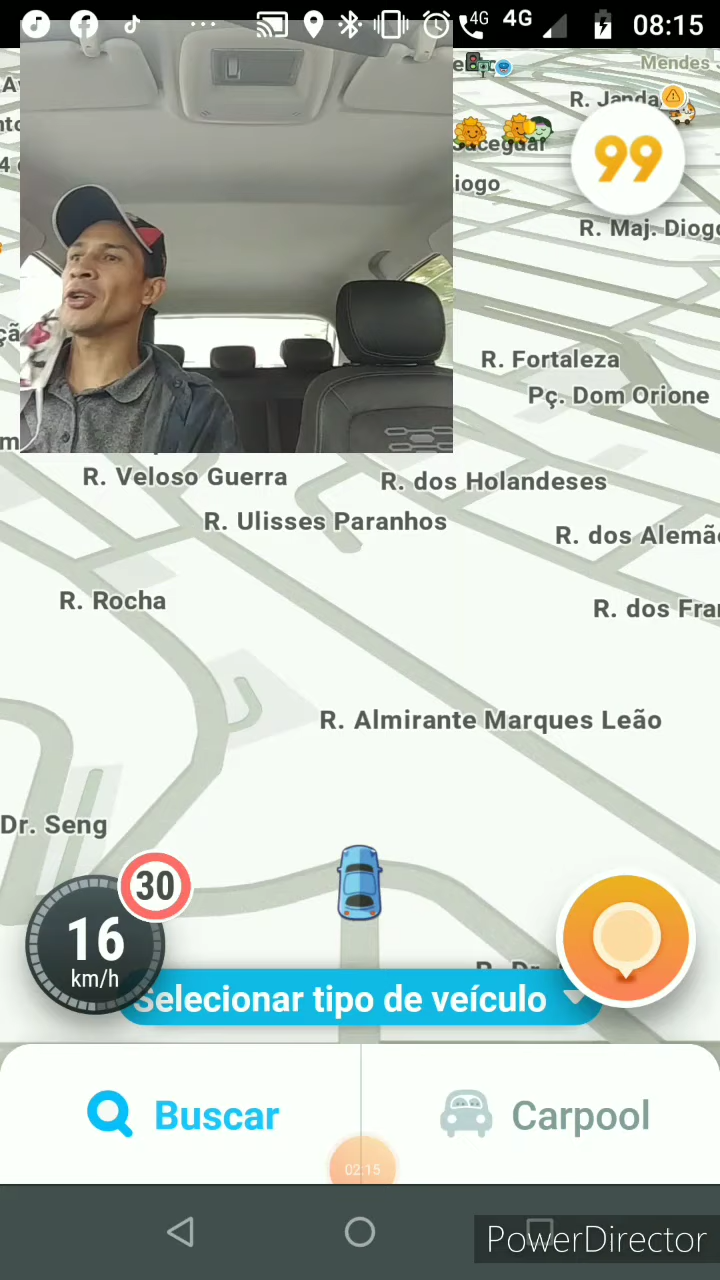 4G
4G
08:15
Mendes
R. Janda
99
iogo
R. Maj. Diogo
R. Fortaleza
Pç. Dom Orione
R. Veloso Guerra
R. dos Holandeses
R. Ulisses Paranhos
R. dos Alemã
R. Rocha
R. dos Fran
R. Almirante Marques Leão
Dr. Seng
30
16
km/h
Selecionar tipo de veículo
Buscar
Carpool
02:15
PowerDirector